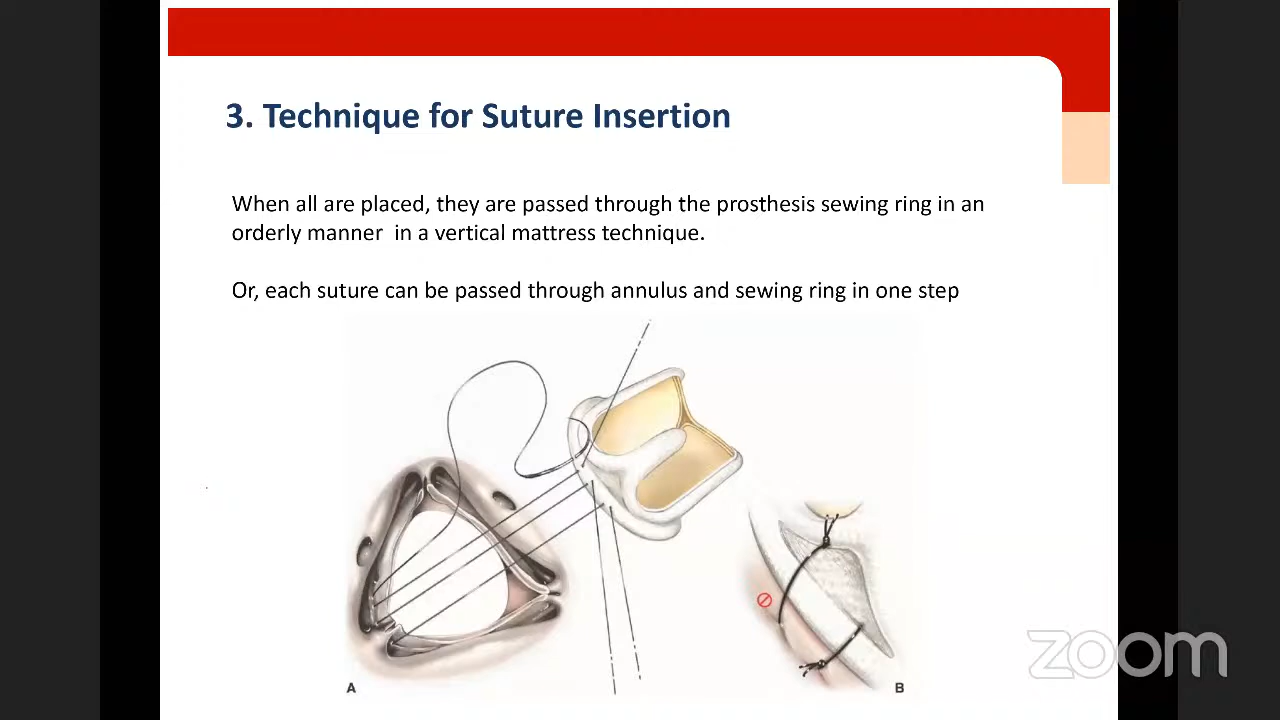 3. Technique for Suture Insertion
When all are placed, they are passed through the prosthesis sewing ring in an
orderly manner in a vertical mattress technique.
Or, each suture can be passed through annulus and sewing ring in one step
A
B
zoom